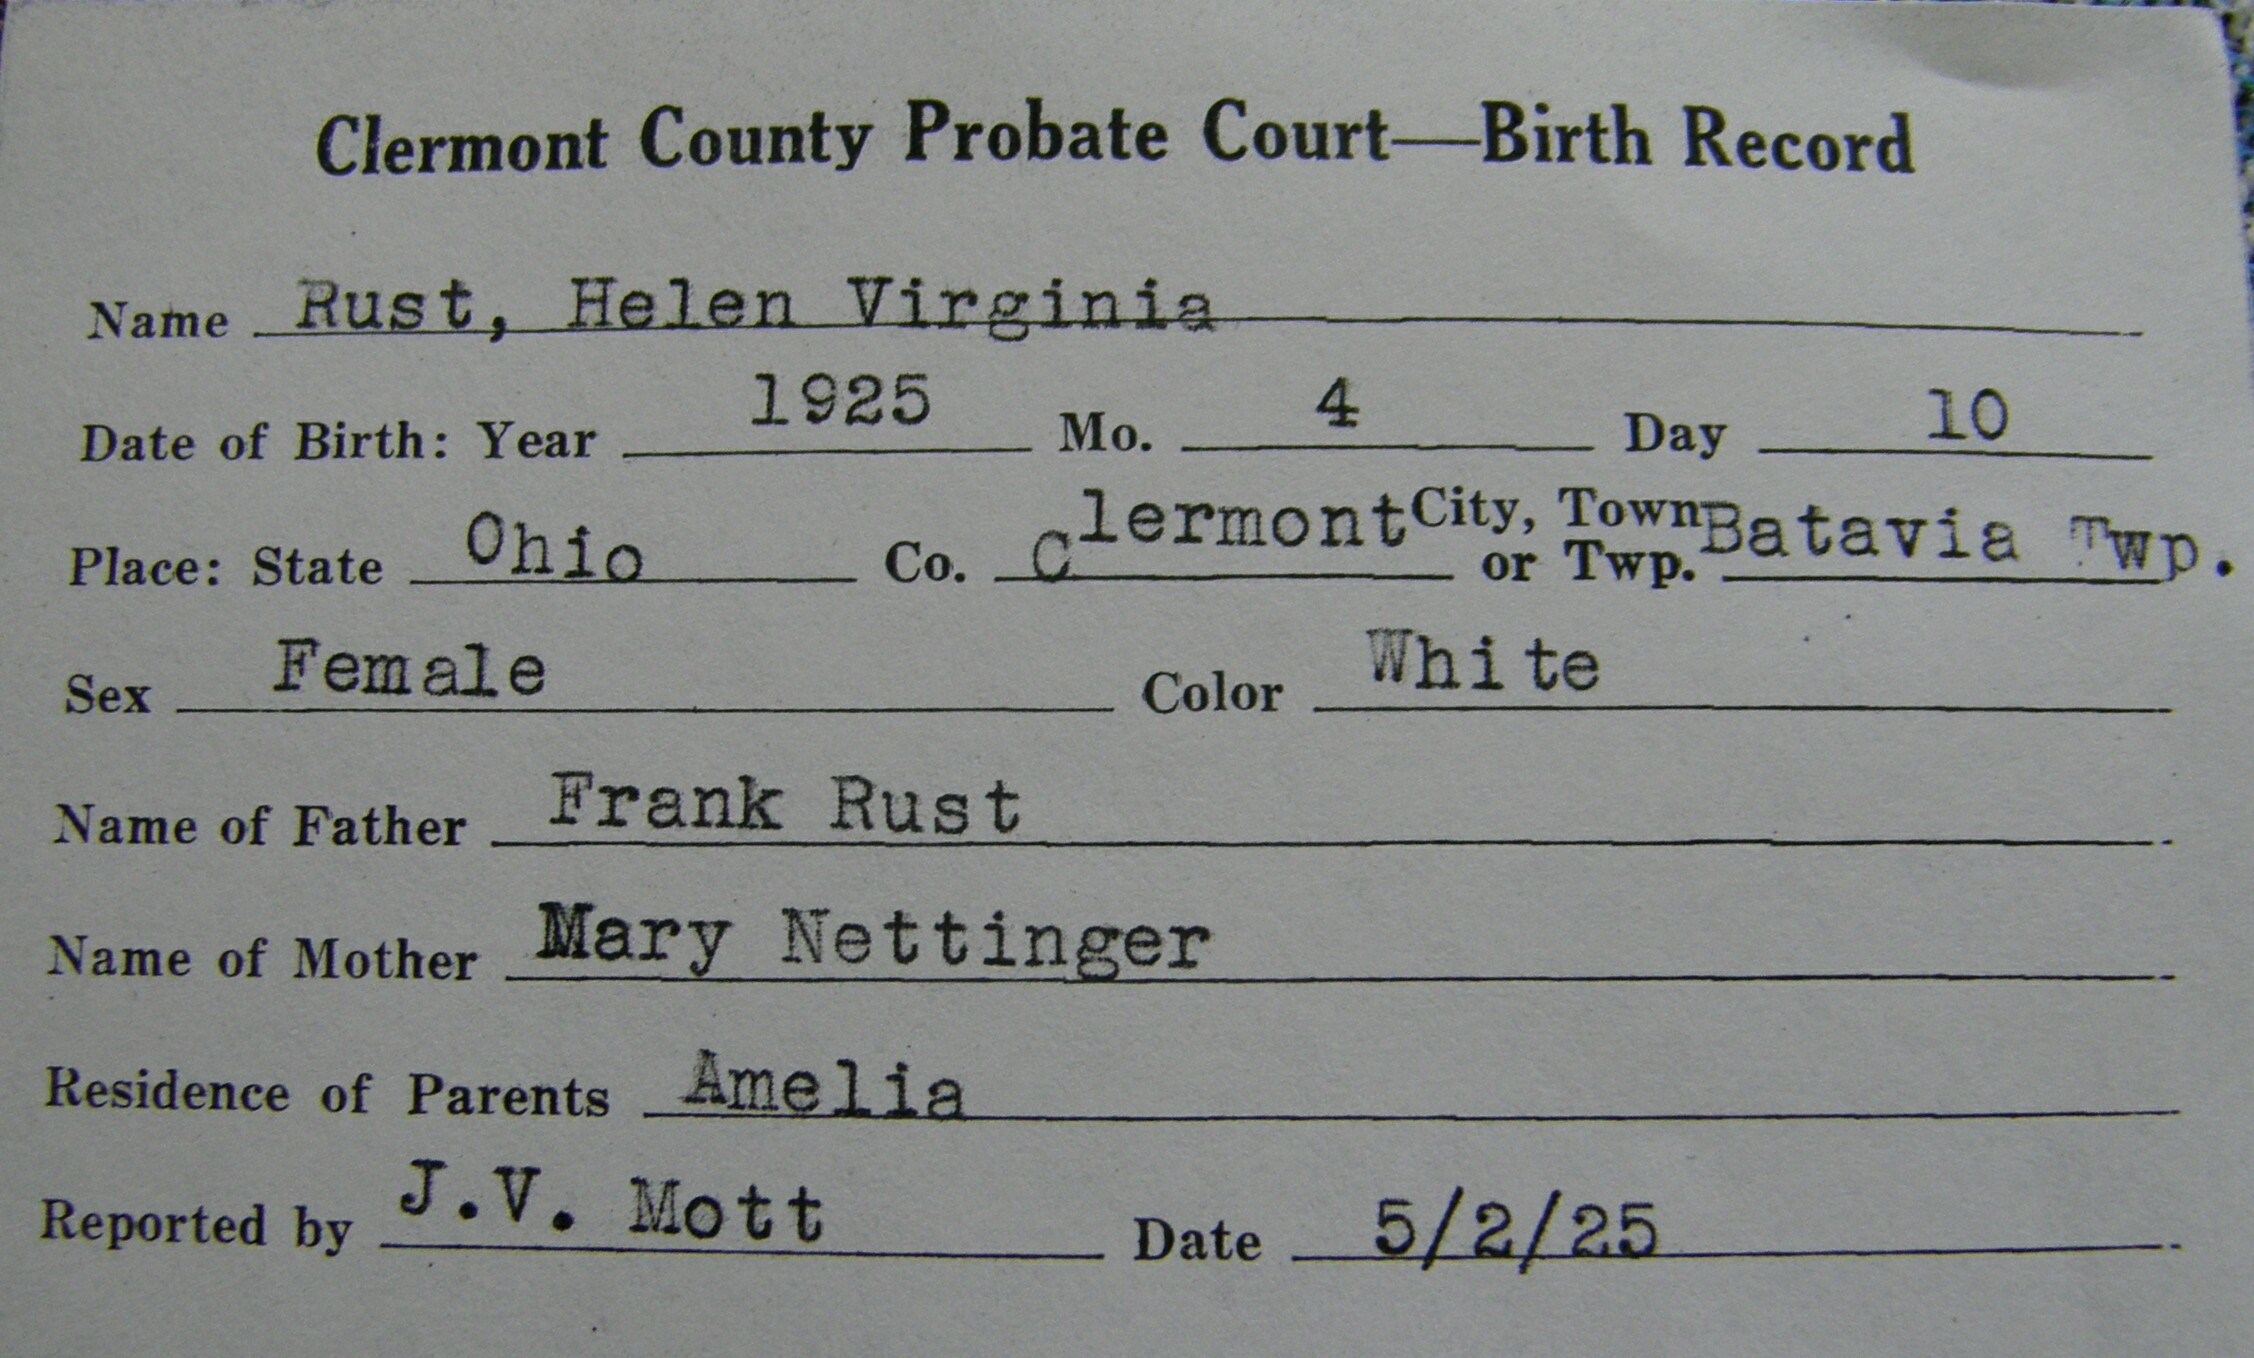 Clermont County Probate Court—Birth Record
Name Rust, Helen Virginia
Date of Birth: Year 1925 Mo. 4 Day 10
Place: State Ohio Co. Clermont City, Town or Twp. Batavia Twp.
Sex Female Color White
Name of Father Frank Rust
Name of Mother Mary Nettinger
Residence of Parents Amelia
Reported by J.V. Mott Date 5/2/25